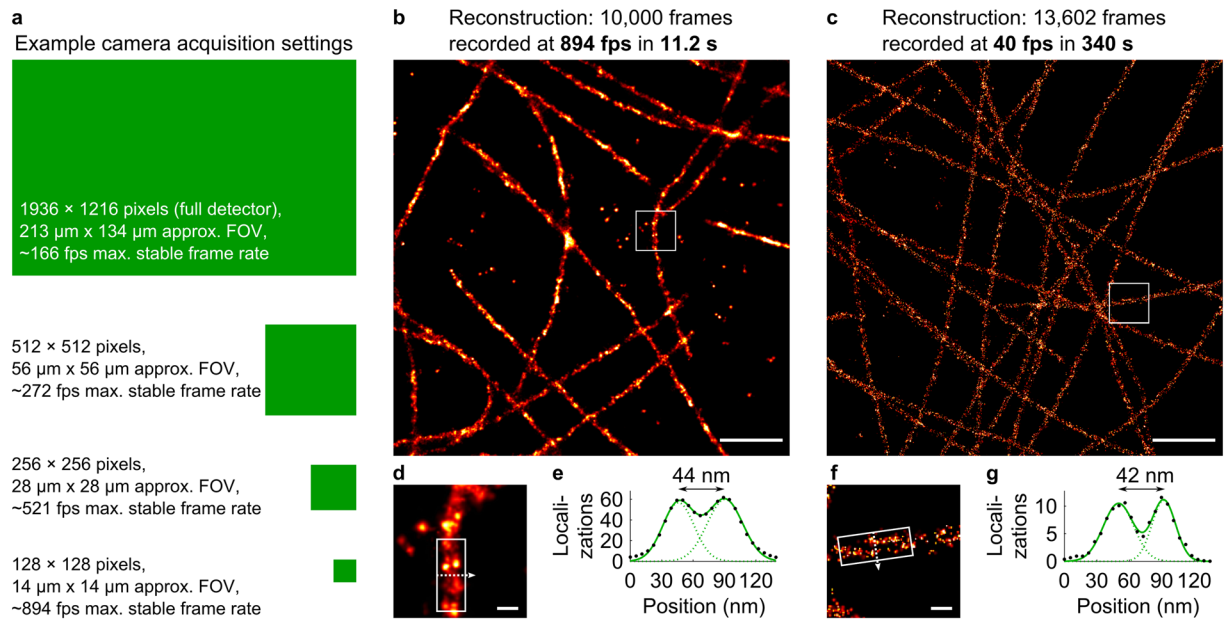 a
Example camera acquisition settings
1936 × 1216 pixels (full detector),
213 µm x 134 µm approx. FOV,
~166 fps max. stable frame rate
512 × 512 pixels,
56 µm x 56 µm approx. FOV,
~272 fps max. stable frame rate
256 × 256 pixels,
28 µm x 28 µm approx. FOV,
~521 fps max. stable frame rate
128 × 128 pixels,
14 µm x 14 µm approx. FOV,
~894 fps max. stable frame rate
b
Reconstruction: 10,000 frames
recorded at 894 fps in 11.2 s
c
Reconstruction: 13,602 frames
recorded at 40 fps in 340 s
d
e
44 nm
Locali-
zations
60
40
20
0
0 30 60 90 120
Position (nm)
f
g
42 nm
Locali-
zations
10
5
0
0 30 60 90 120
Position (nm)